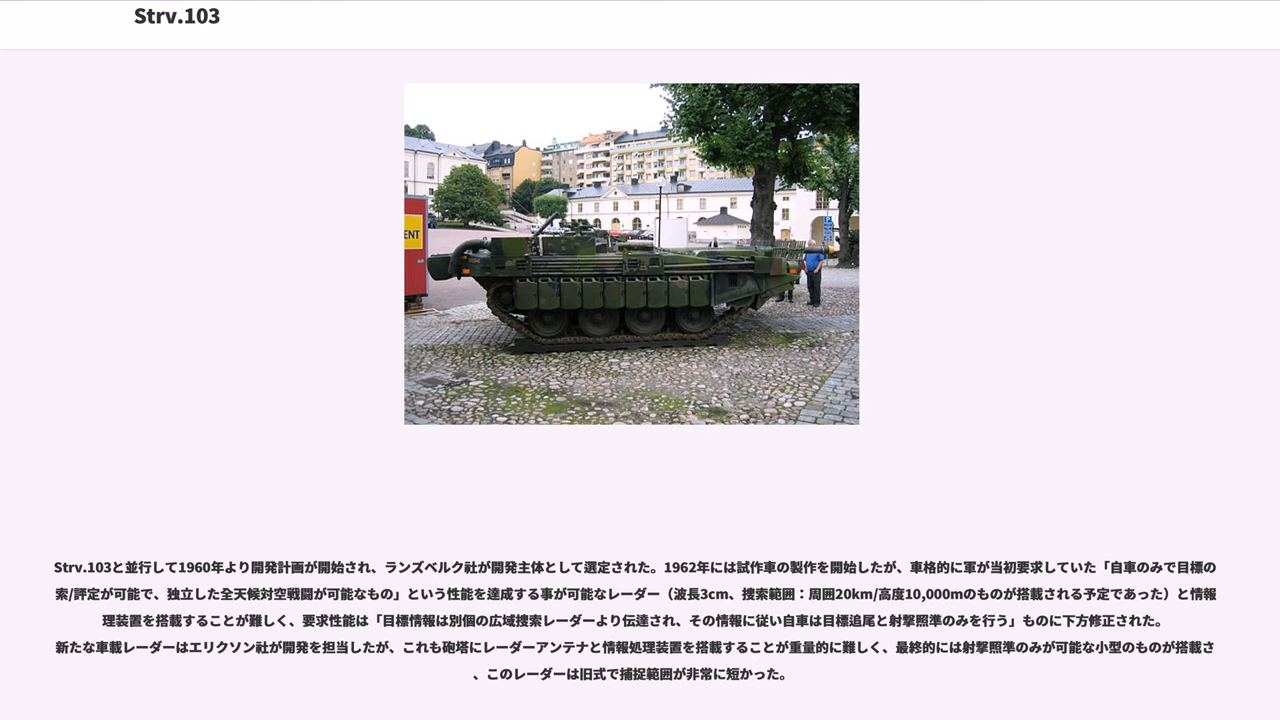 Strv.103
ENT
Strv.103と並行して1960年より開発計画が開始され、ランズベルク社が開発主体として選定された。1962年には試作車の製作を開始したが、車格的に軍が当初要求していた「自車のみで目標の
索/評定が可能で、独立した全天候対空戦闘が可能なもの」という性能を達成する事が可能なレーダー（波長3cm、捜索範囲：周囲20km/高度10,000mのものが搭載される予定であった）と情報
理装置を搭載することが難しく、要求性能は「目標情報は別個の広域捜索レーダーより伝達され、その情報に従い自車は目標追尾と射撃照準のみを行う」ものに下方修正された。
新たな車載レーダーはエリクソン社が開発を担当したが、これも砲塔にレーダーアンテナと情報処理装置を搭載することが重量的に難しく、最終的には射撃照準のみが可能な小型のものが搭載さ
、このレーダーは旧式で捕捉範囲が非常に短かった。